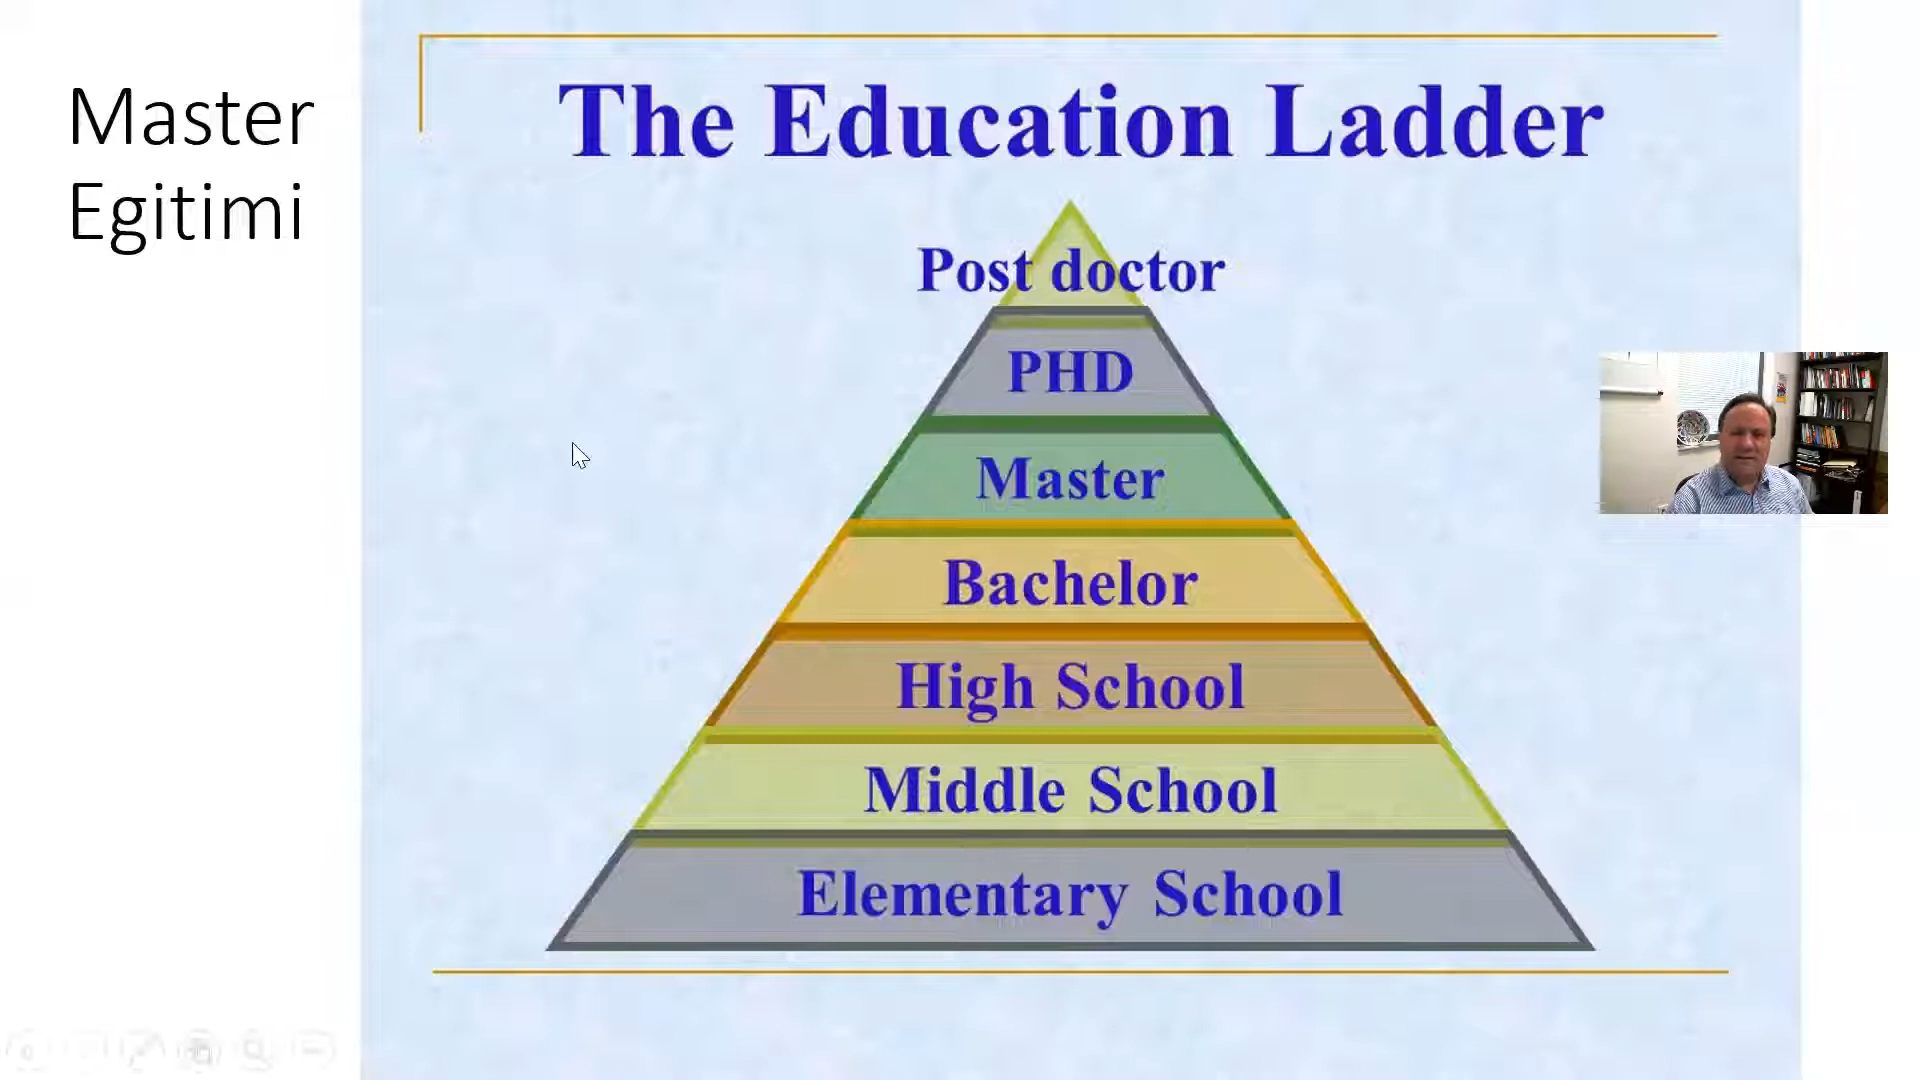 Master
Egitimi
The Education Ladder
Post doctor
PHD
Master
Bachelor
High School
Middle School
Elementary School